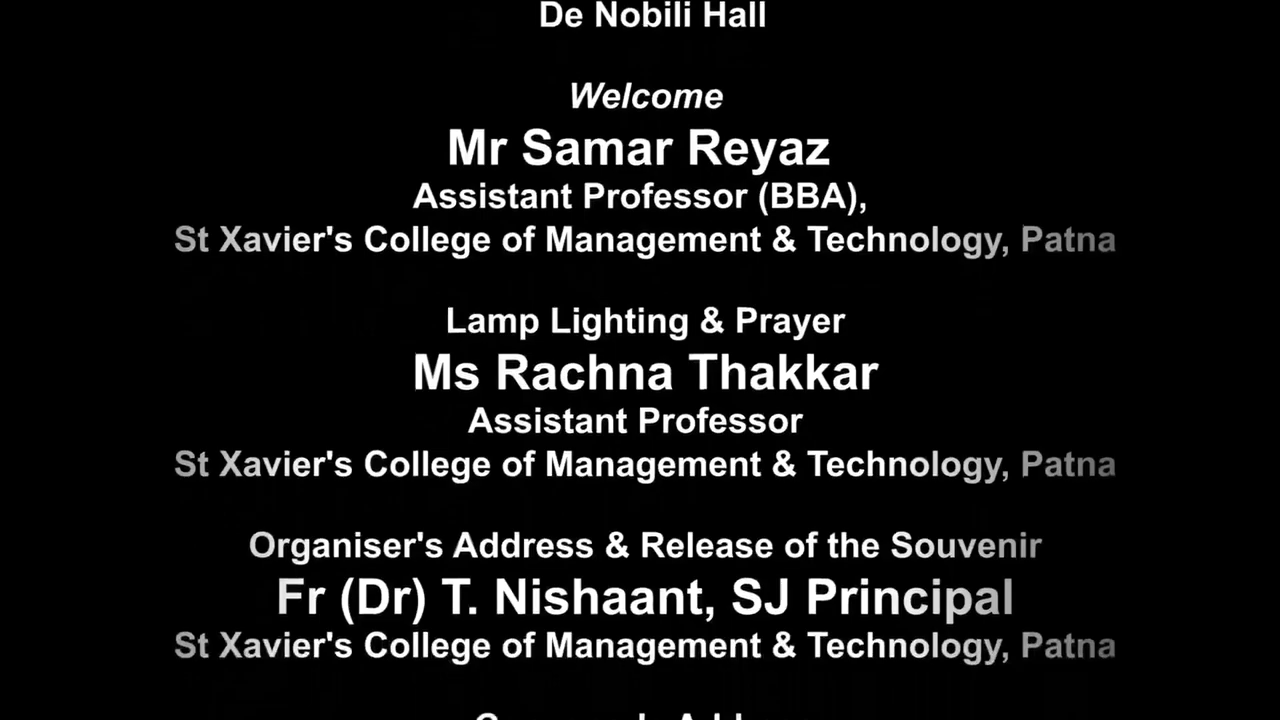 De Nobili Hall
Welcome
Mr Samar Reyaz
Assistant Professor (BBA),
St Xavier's College of Management & Technology, Patna
Lamp Lighting & Prayer
Ms Rachna Thakkar
Assistant Professor
St Xavier's College of Management & Technology, Patna
Organiser's Address & Release of the Souvenir
Fr (Dr) T. Nishaant, SJ Principal
St Xavier's College of Management & Technology, Patna